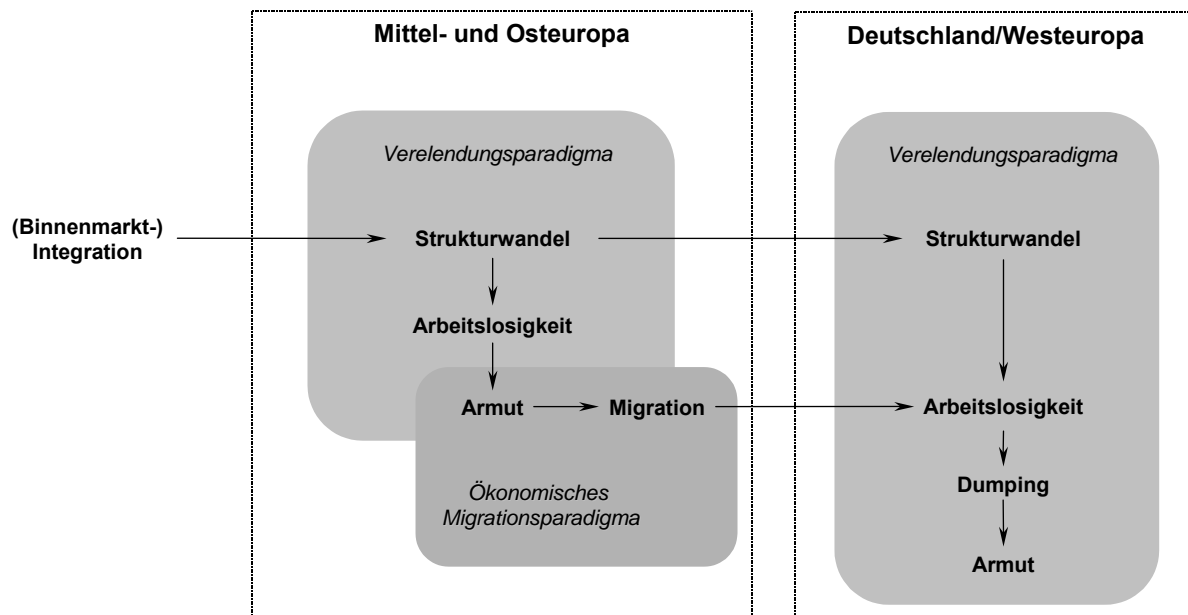 Mittel- und Osteuropa
Deutschland/Westeuropa
Verelendungsparadigma
Verelendungsparadigma
(Binnenmarkt-)
Integration
Strukturwandel
Strukturwandel
Arbeitslosigkeit
Armut
Migration
Arbeitslosigkeit
Ökonomisches
Migrationsparadigma
Dumping
Armut